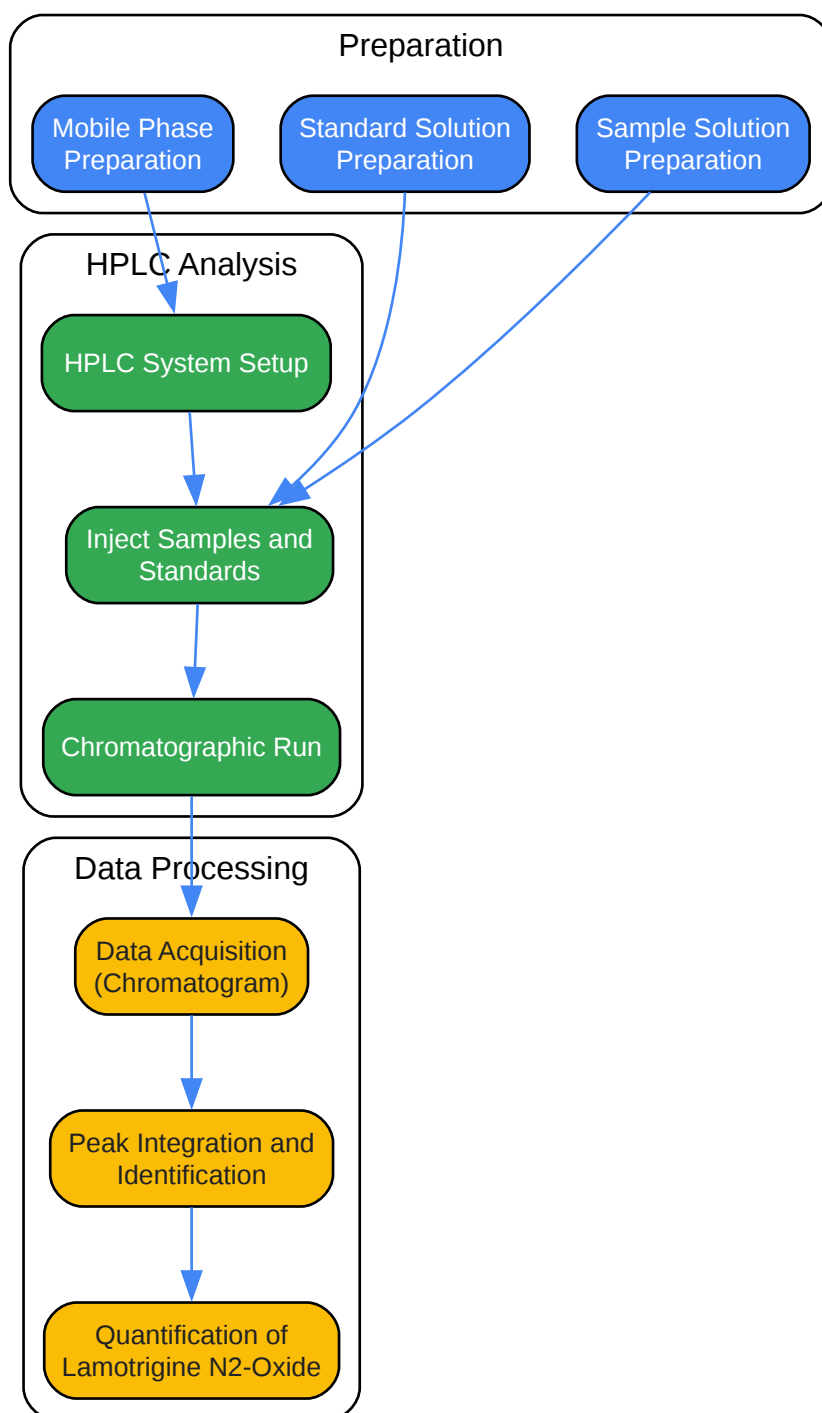 Preparation
Mobile Phase
Preparation
Standard Solution
Preparation
Sample Solution
Preparation
HPLC Analysis
HPLC System Setup
Inject Samples and
Standards
Chromatographic Run
Data Processing
Data Acquisition
(Chromatogram)
Peak Integration and
Identification
Quantification of
Lamotrigine N2-Oxide